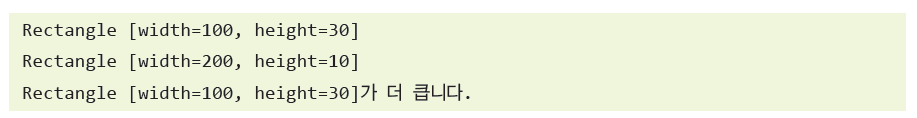 Rectangle [width=100, height=30]
Rectangle [width=200, height=10]
Rectangle [width=100, height=30]가 더 큽니다.